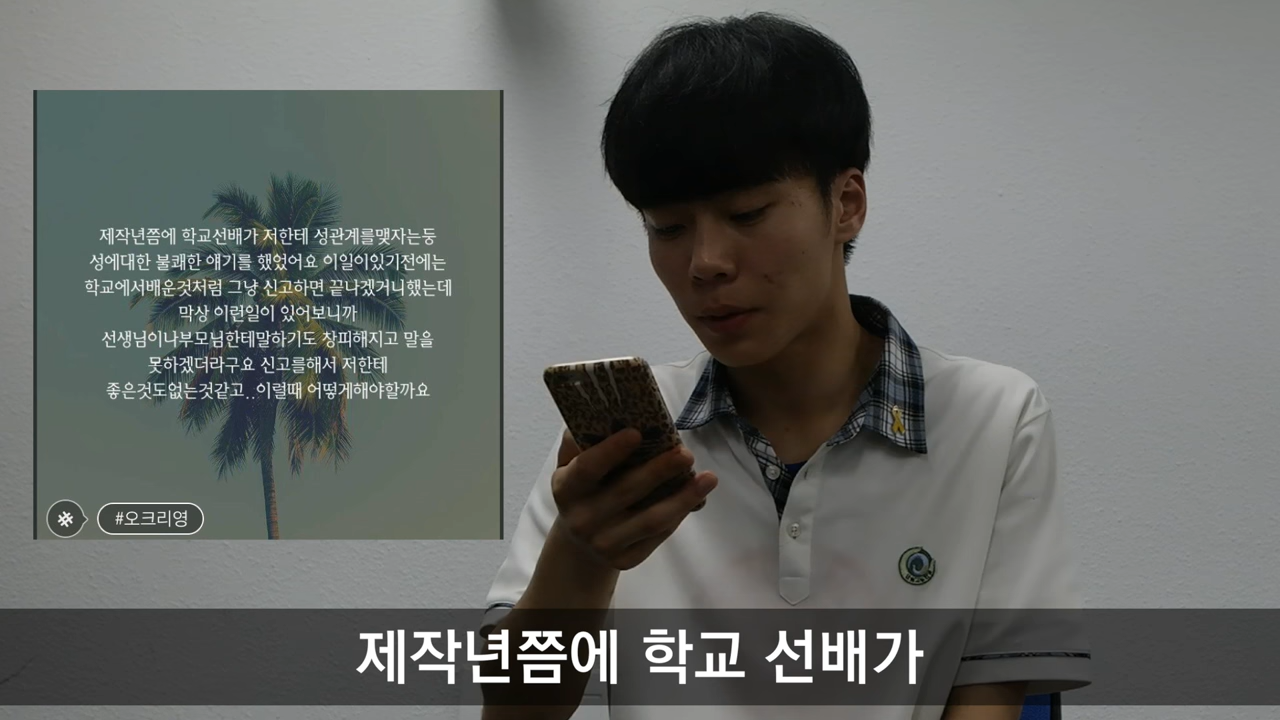 제작년쯤에 학교선배가 저한테 성관계를맺자는둥
성에대한 불쾌한 얘기를 했었어요 이일이있기전에는
학교에서배운것처럼 그냥 신고하면 끝나겠거니했는데
막상 이런일이 있어보니까
선생님이나부모님한테말하기도 창피해지고 말을
못하겠더라구요 신고를해서 저한테
좋은것도없는것같고..이럴때 어떻게해야할까요
#오크리영
제작년쯤에 학교 선배가